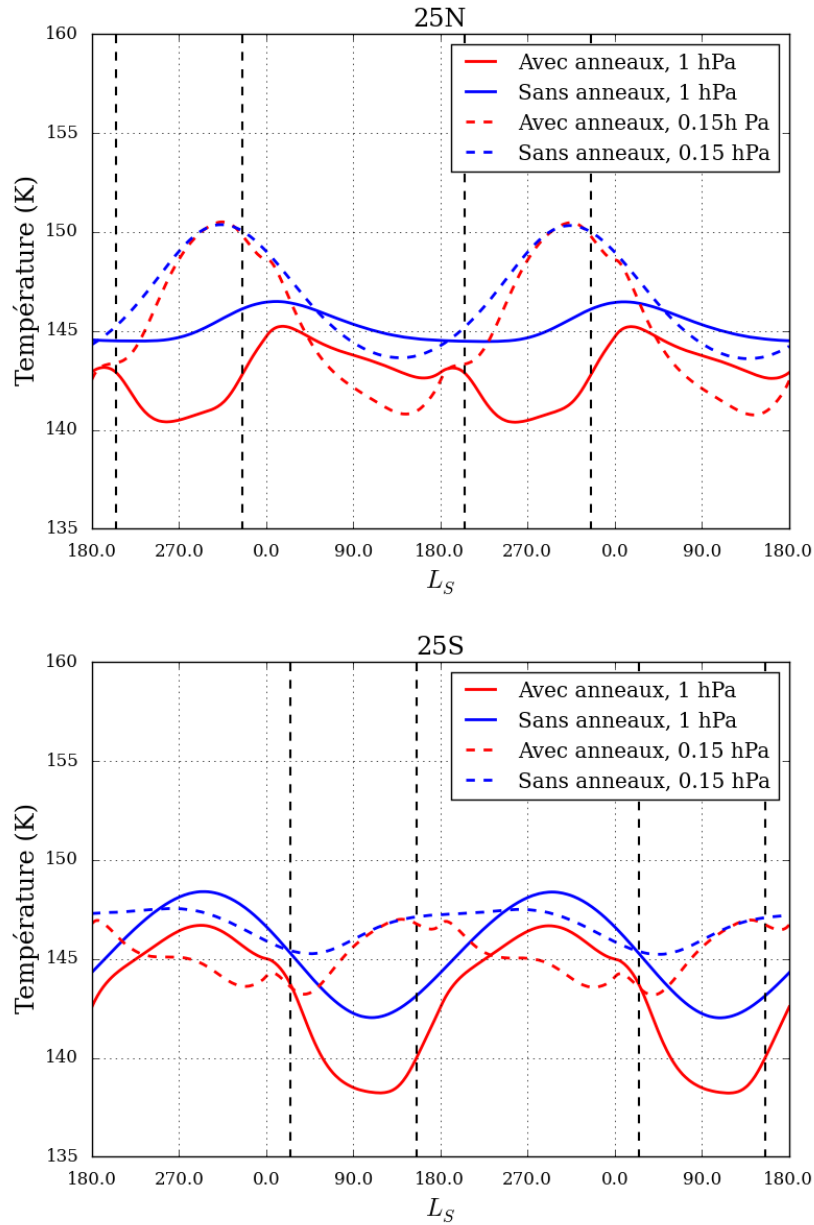 25N
160
155
150
145
140
135
Température (K)
Avec anneaux, 1 hPa
Sans anneaux, 1 hPa
Avec anneaux, 0.15h Pa
Sans anneaux, 0.15 hPa
180.0 270.0 0.0 90.0 180.0 270.0 0.0 90.0 180.0
L_S
25S
160
155
150
145
140
135
Température (K)
Avec anneaux, 1 hPa
Sans anneaux, 1 hPa
Avec anneaux, 0.15 hPa
Sans anneaux, 0.15 hPa
180.0 270.0 0.0 90.0 180.0 270.0 0.0 90.0 180.0
L_S